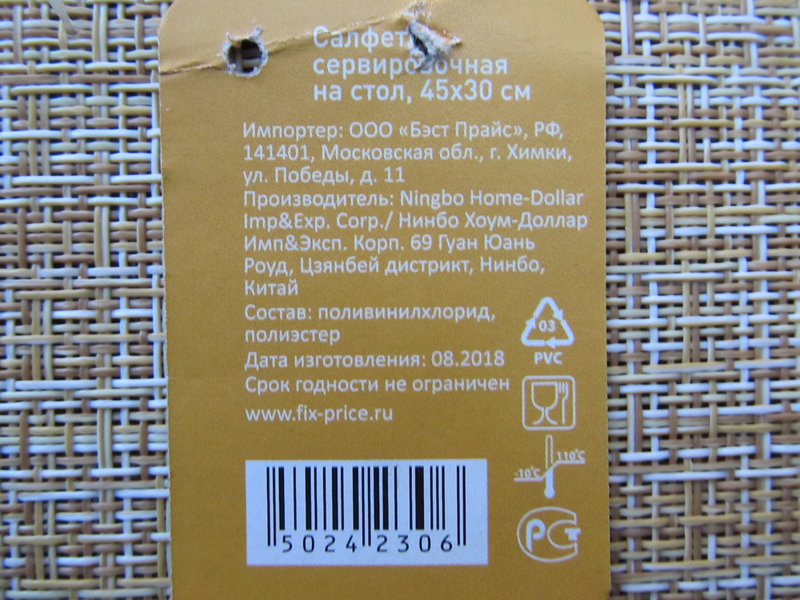 Салфетка
сервировочная
на стол, 45х30 см
Импортер: ООО «Бэст Прайс», РФ,
141401, Московская обл., г. Химки,
ул. Победы, д. 11
Производитель: Ningbo Home-Dollar
Imp&Exp. Corp./ Нинбо Хоум-Доллар
Имп&Эксп. Корп. 69 Гуан Юань
Роуд, Цзянбей дистрикт, Нинбо,
Китай
Состав: поливинилхлорид,
полиэстер
Дата изготовления: 08.2018
Срок годности не ограничен
www.fix-price.ru
03
PVC
110°C
-10°C
50242306
РСТ